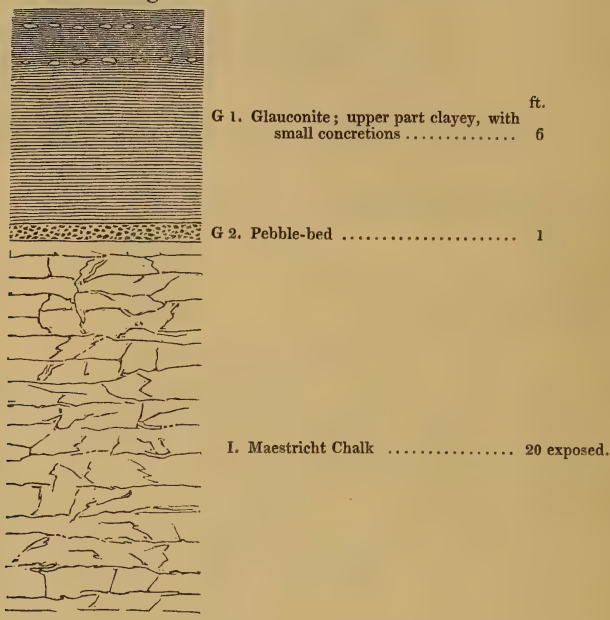 ft.
G 1. Glauconite; upper part clayey, with
small concretions .............. 6
G 2. Pebble-bed ...................... 1
I. Maestricht Chalk ................ 20 exposed.